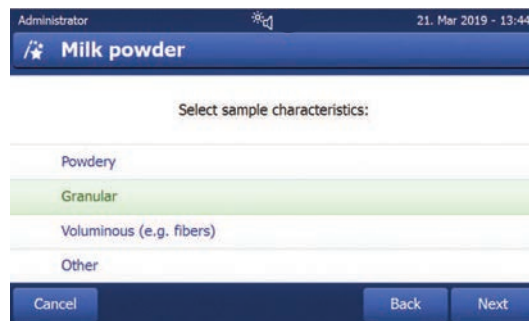 Administrator
21. Mar 2019 - 13:44
Milk powder
Select sample characteristics:
Powdery
Granular
Voluminous (e.g. fibers)
Other
Cancel
Back
Next